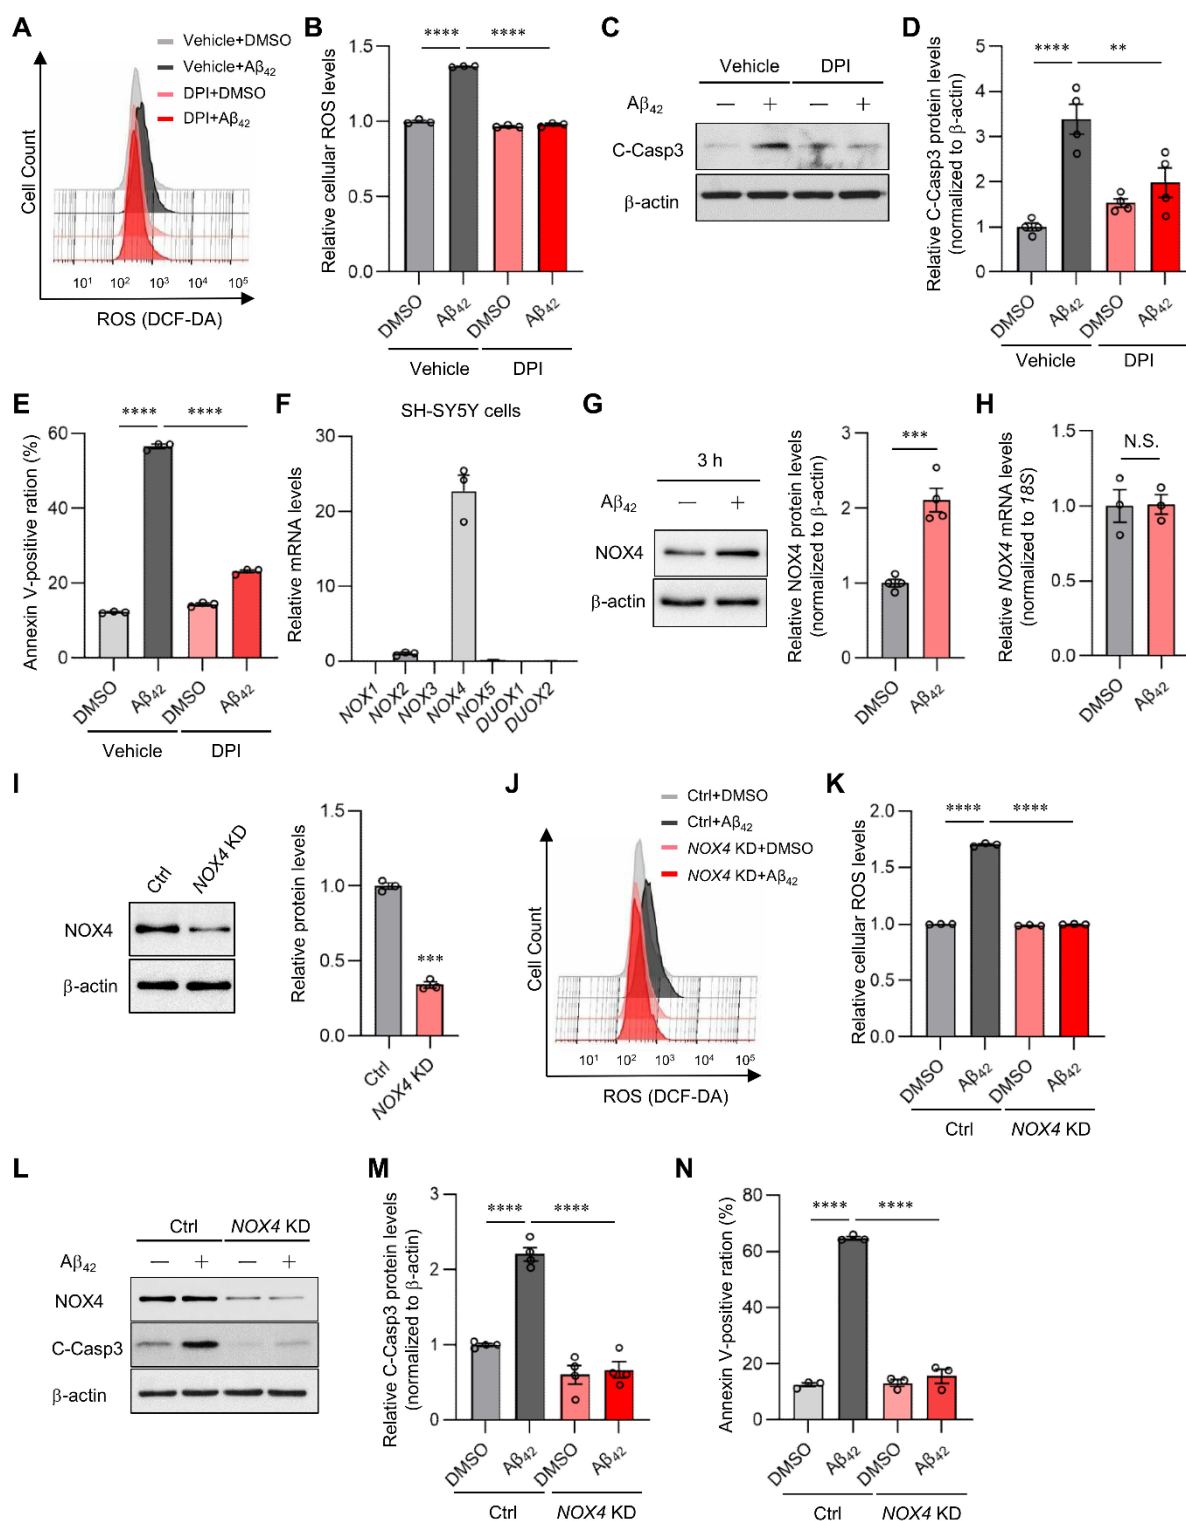 A
Vehicle+DMSO
Vehicle+Aβ42
DPI+DMSO
DPI+Aβ42
Cell Count
10¹ 10² 10³ 10⁴ 10⁵
ROS (DCF-DA)
B
Relative cellular ROS levels
**** ****
1.5
1.0
0.5
0.0
DMSO Aβ42 DMSO Aβ42
Vehicle DPI
C
Vehicle DPI
Aβ42 — + — +
C-Casp3
β-actin
D
Relative C-Casp3 protein levels
(normalized to β-actin)
**** **
5
4
3
2
1
0
DMSO Aβ42 DMSO Aβ42
Vehicle DPI
E
Annexin V-positive ration (%)
**** ****
60
40
20
0
DMSO Aβ42 DMSO Aβ42
Vehicle DPI
F
SH-SY5Y cells
Relative mRNA levels
30
20
10
0
NOX1 NOX2 NOX3 NOX4 NOX5 DUOX1 DUOX2
G
3 h
Aβ42 — +
NOX4
β-actin
Relative NOX4 protein levels
(normalized to β-actin)
***
3
2
1
0
DMSO Aβ42
H
Relative NOX4 mRNA levels
(normalized to 18S)
N.S.
1.5
1.0
0.5
0.0
DMSO Aβ42
I
Ctrl NOX4 KD
NOX4
β-actin
Relative protein levels
1.5
1.0
0.5
0.0
***
Ctrl NOX4 KD
J
Ctrl+DMSO
Ctrl+Aβ42
NOX4 KD+DMSO
NOX4 KD+Aβ42
Cell Count
10¹ 10² 10³ 10⁴ 10⁵
ROS (DCF-DA)
K
Relative cellular ROS levels
**** ****
2.0
1.5
1.0
0.5
0.0
DMSO Aβ42 DMSO Aβ42
Ctrl NOX4 KD
L
Ctrl NOX4 KD
Aβ42 — + — +
NOX4
C-Casp3
β-actin
M
Relative C-Casp3 protein levels
(normalized to β-actin)
**** ****
3
2
1
0
DMSO Aβ42 DMSO Aβ42
Ctrl NOX4 KD
N
Annexin V-positive ration (%)
**** ****
80
60
40
20
0
DMSO Aβ42 DMSO Aβ42
Ctrl NOX4 KD